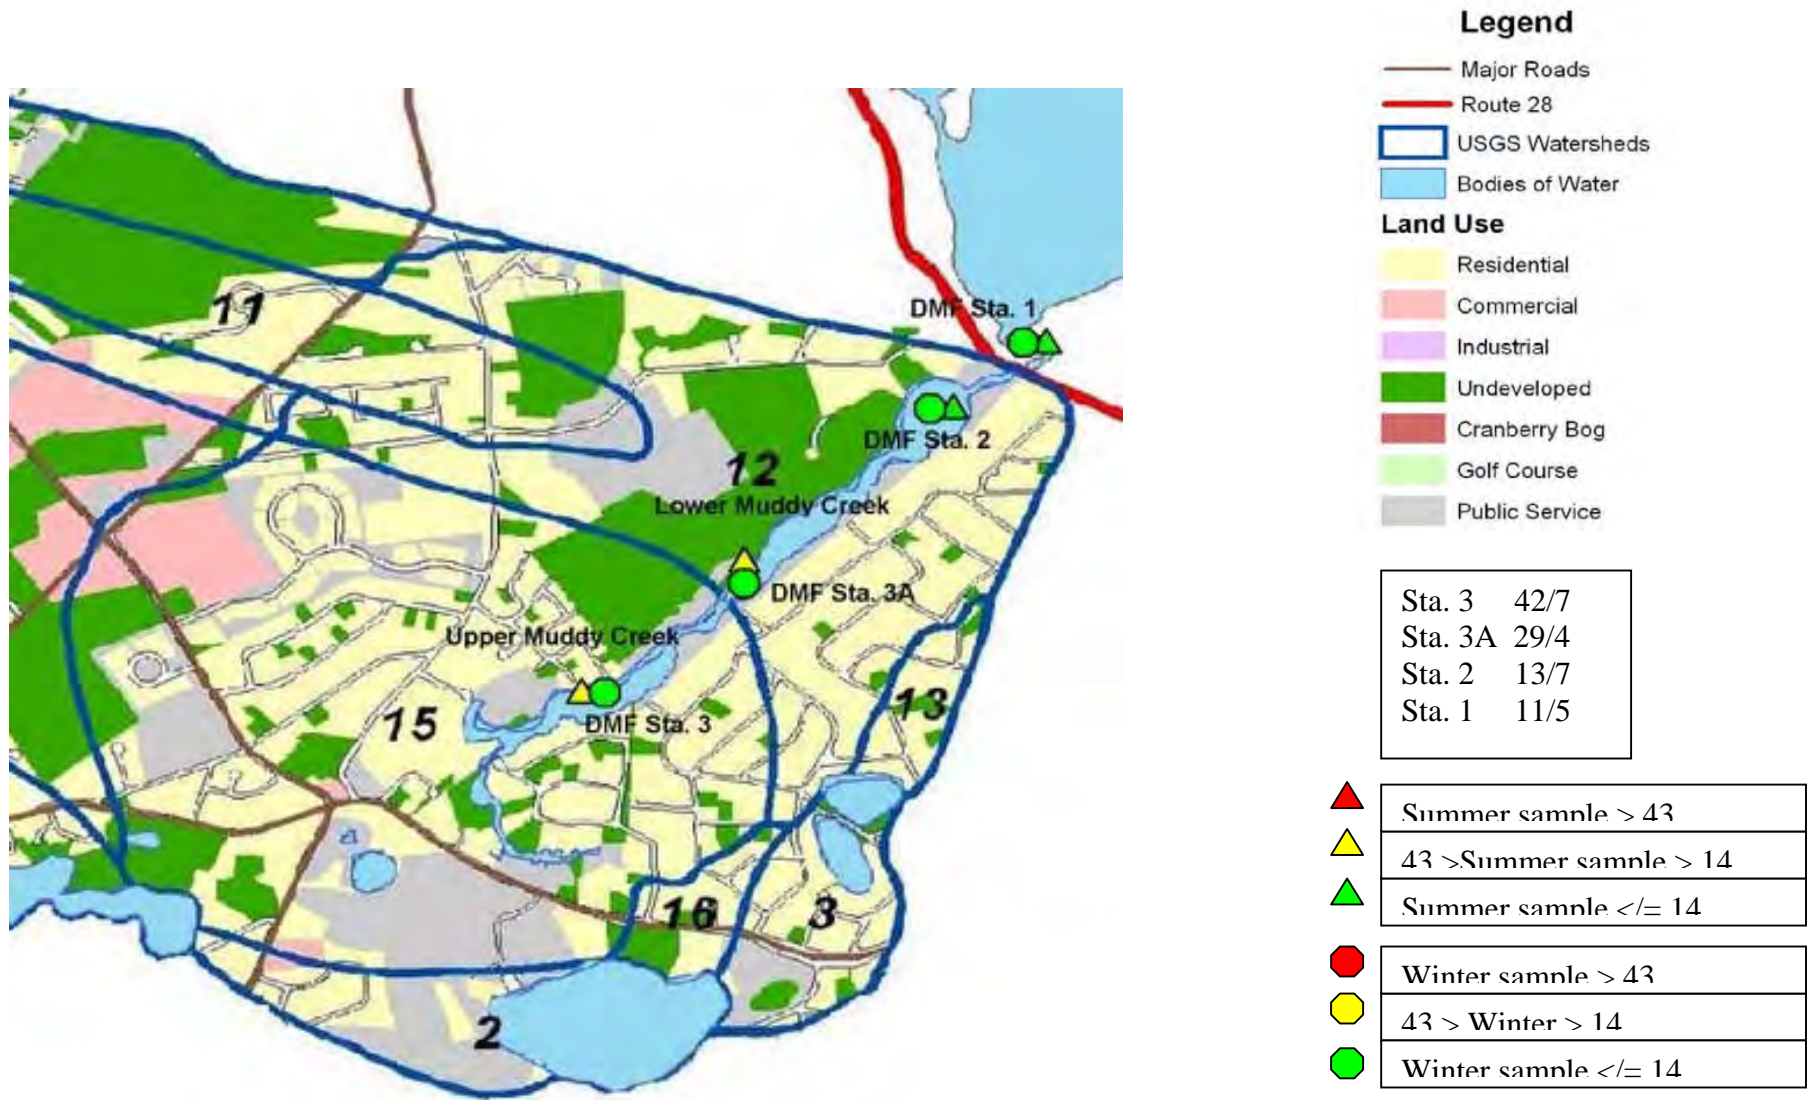 Legend
Major Roads
Route 28
USGS Watersheds
Bodies of Water
Land Use
Residential
Commercial
Industrial
Undeveloped
Cranberry Bog
Golf Course
Public Service
DMF Sta. 1
11
DMF Sta. 2
12
Lower Muddy Creek
DMF Sta. 3A
Upper Muddy Creek
13
15
DMF Sta. 3
16
3
2
Sta. 3 42/7
Sta. 3A 29/4
Sta. 2 13/7
Sta. 1 11/5
Summer sample > 43
43 >Summer sample > 14
Summer sample </= 14
Winter sample > 43
43 > Winter > 14
Winter sample </= 14